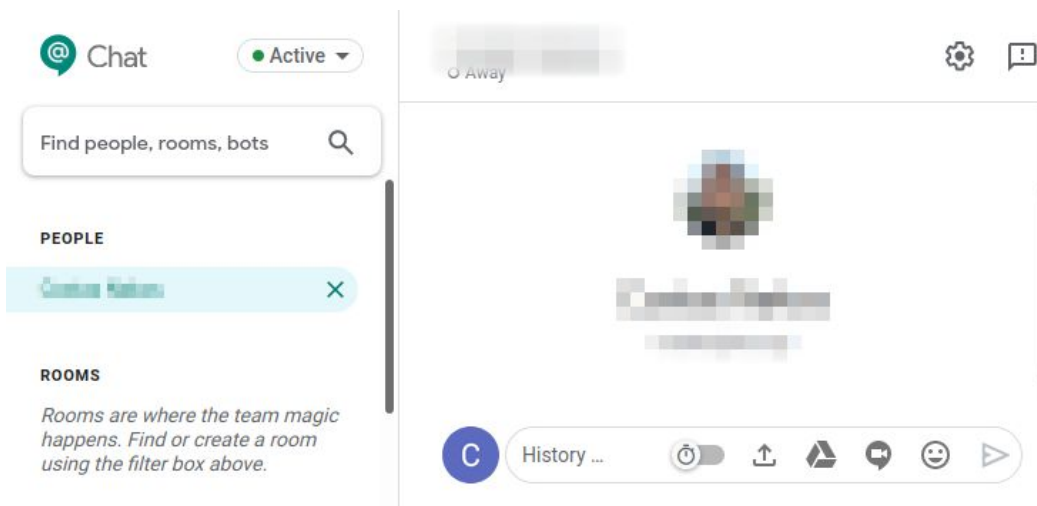 Chat
Active
Find people, rooms, bots
PEOPLE
ROOMS
Rooms are where the team magic
happens. Find or create a room
using the filter box above.
Away
C
History ...